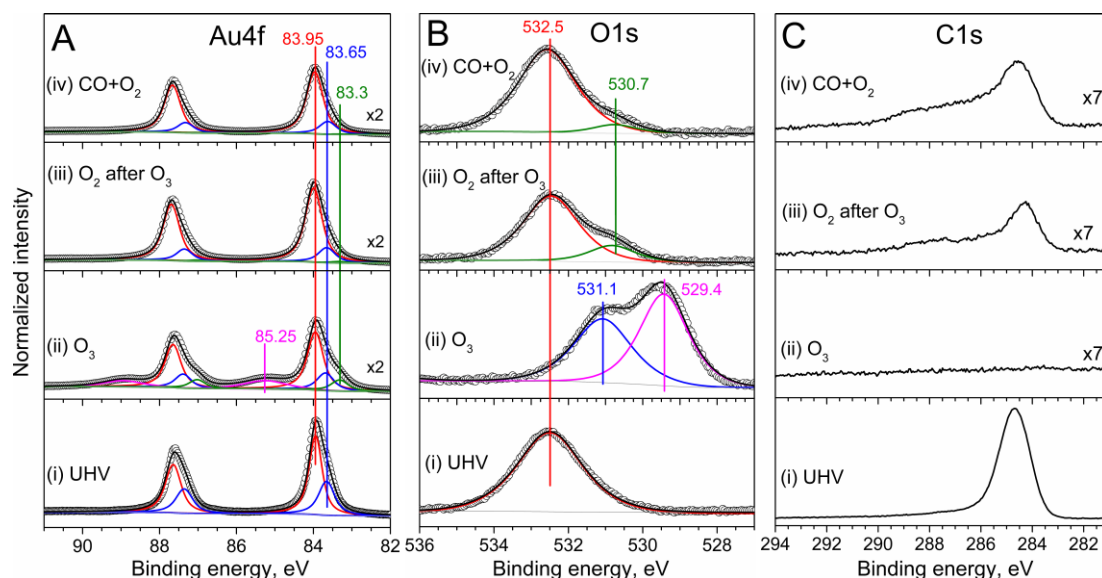 A
Au4f
83.95
83.65
83.3
(iv) CO+O2
x2
(iii) O2 after O3
x2
85.25
(ii) O3
x2
(i) UHV
90 88 86 84 82
Binding energy, eV
Normalized intensity
B
O1s
532.5
530.7
(iv) CO+O2
(iii) O2 after O3
531.1
529.4
(ii) O3
(i) UHV
536 534 532 530 528
Binding energy, eV
C
C1s
(iv) CO+O2
x7
(iii) O2 after O3
x7
(ii) O3
x7
(i) UHV
294 292 290 288 286 284 282
Binding energy, eV